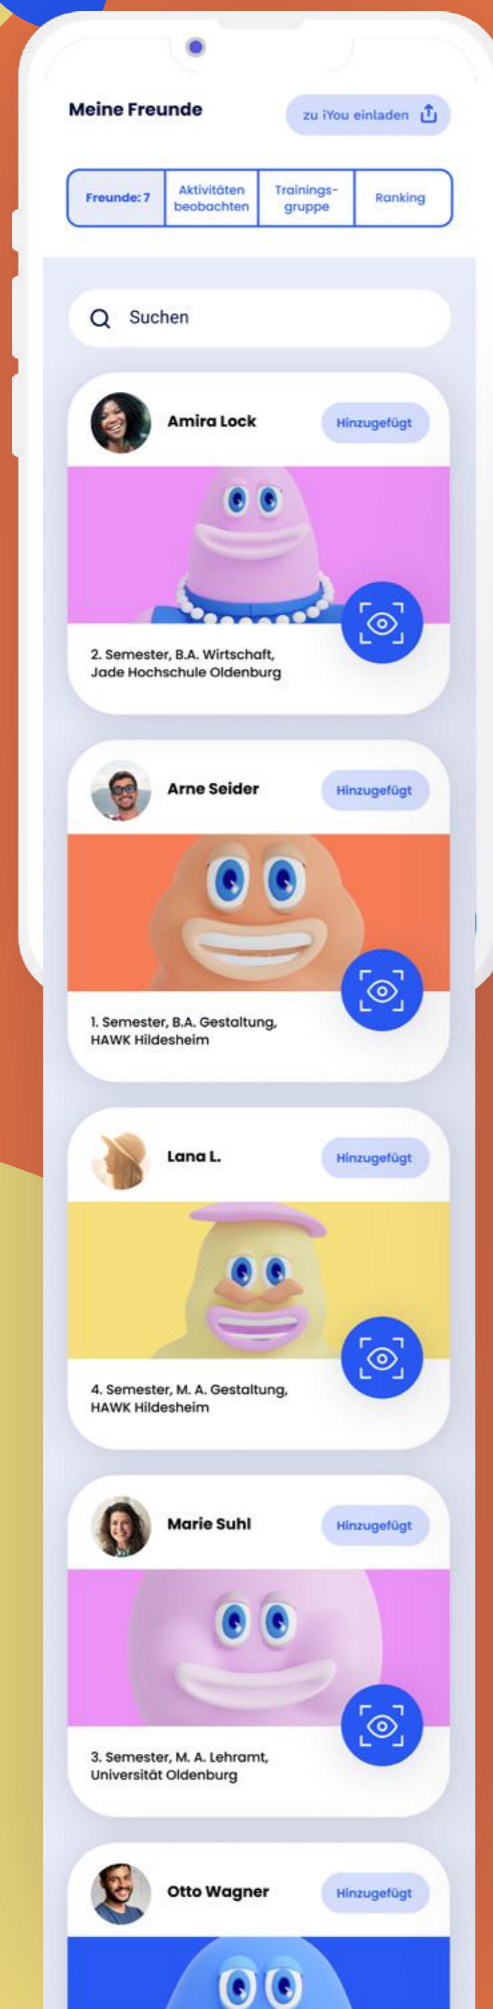 Meine Freunde
zu iYou einladen
Freunde: 7
Aktivitäten
beobachten
Trainings-
gruppe
Ranking
Suchen
Amira Lock
Hinzugefügt
2. Semester, B.A. Wirtschaft,
Jade Hochschule Oldenburg
Arne Seider
Hinzugefügt
1. Semester, B.A. Gestaltung,
HAWK Hildesheim
Lana L.
Hinzugefügt
4. Semester, M. A. Gestaltung,
HAWK Hildesheim
Marie Suhl
Hinzugefügt
3. Semester, M. A. Lehramt,
Universität Oldenburg
Otto Wagner
Hinzugefügt